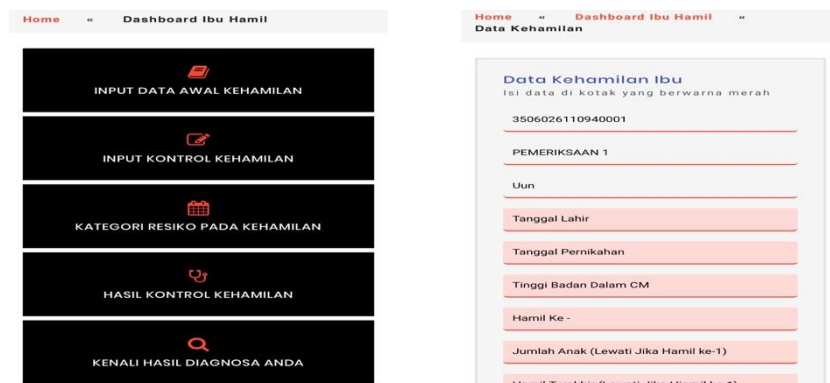 Home « Dashboard Ibu Hamil
INPUT DATA AWAL KEHAMILAN
INPUT KONTROL KEHAMILAN
KATEGORI RESIKO PADA KEHAMILAN
HASIL KONTROL KEHAMILAN
KENALI HASIL DIAGNOSA ANDA
Home « Dashboard Ibu Hamil «
Data Kehamilan
Data Kehamilan Ibu
Isi data di kotak yang berwarna merah
3506026110940001
PEMERIKSAAN 1
Uun
Tanggal Lahir
Tanggal Pernikahan
Tinggi Badan Dalam CM
Hamil Ke -
Jumlah Anak (Lewati Jika Hamil ke-1)